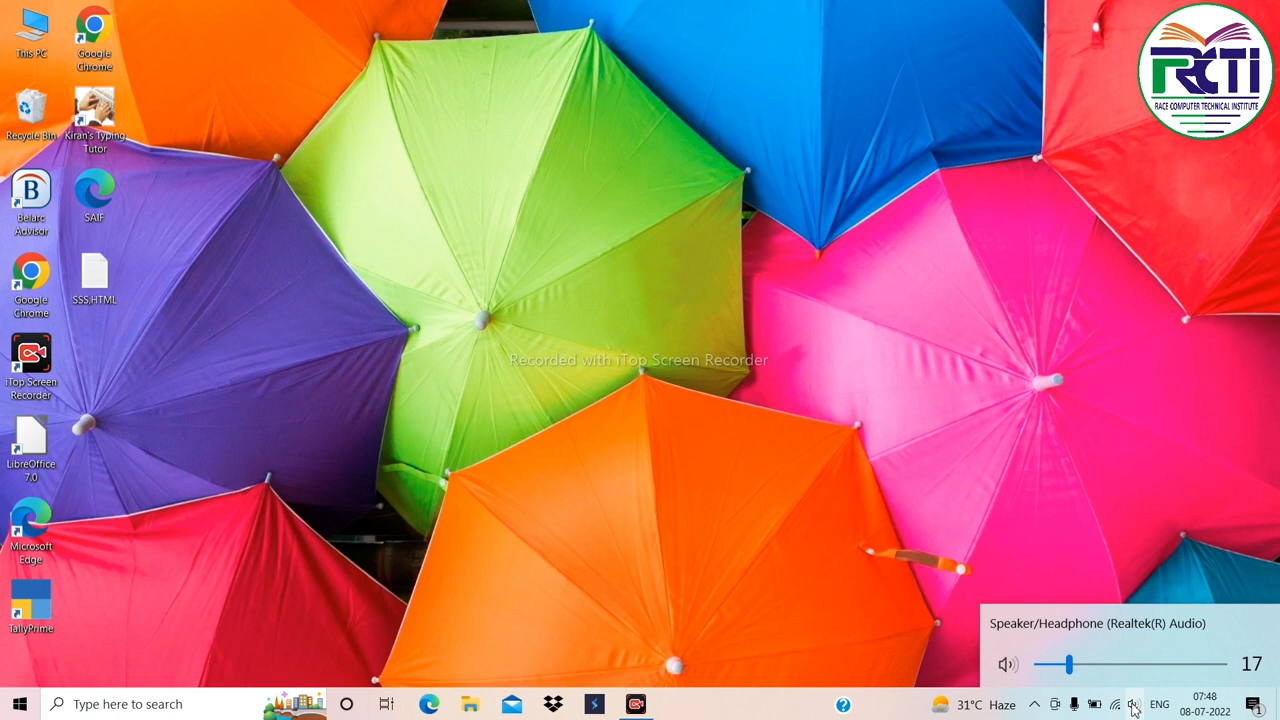 This PC
Google
Chrome
Recycle Bin
Kiran's Typing
Tutor
Belarc
Advisor
SAIF
Google
Chrome
SSS.HTML
iTop Screen
Recorder
LibreOffice
7.0
Microsoft
Edge
TallyPrime
RCTI
RACE COMPUTER TECHNICAL INSTITUTE
Recorded with iTop Screen Recorder
Speaker/Headphone (Realtek(R) Audio)
17
Type here to search
31°C Haze
ENG
07:48
08-07-2022
1